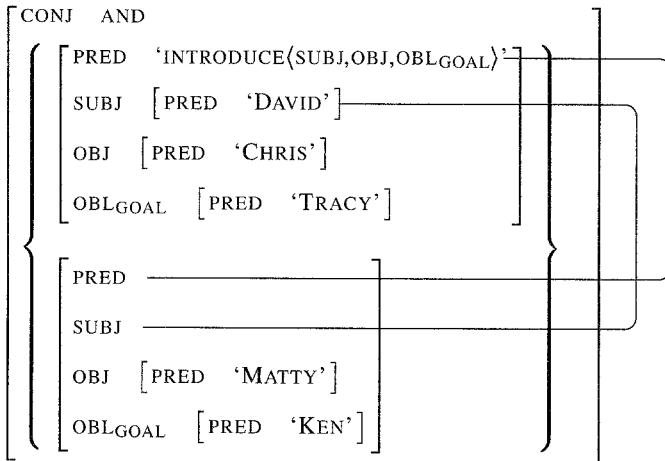 CONJ AND
PRED ‘INTRODUCE⟨SUBJ,OBJ,OBLGOAL⟩’
SUBJ [PRED ‘DAVID’]
OBJ [PRED ‘CHRIS’]
OBLGOAL [PRED ‘TRACY’]
PRED
SUBJ
OBJ [PRED ‘MATTY’]
OBLGOAL [PRED ‘KEN’]